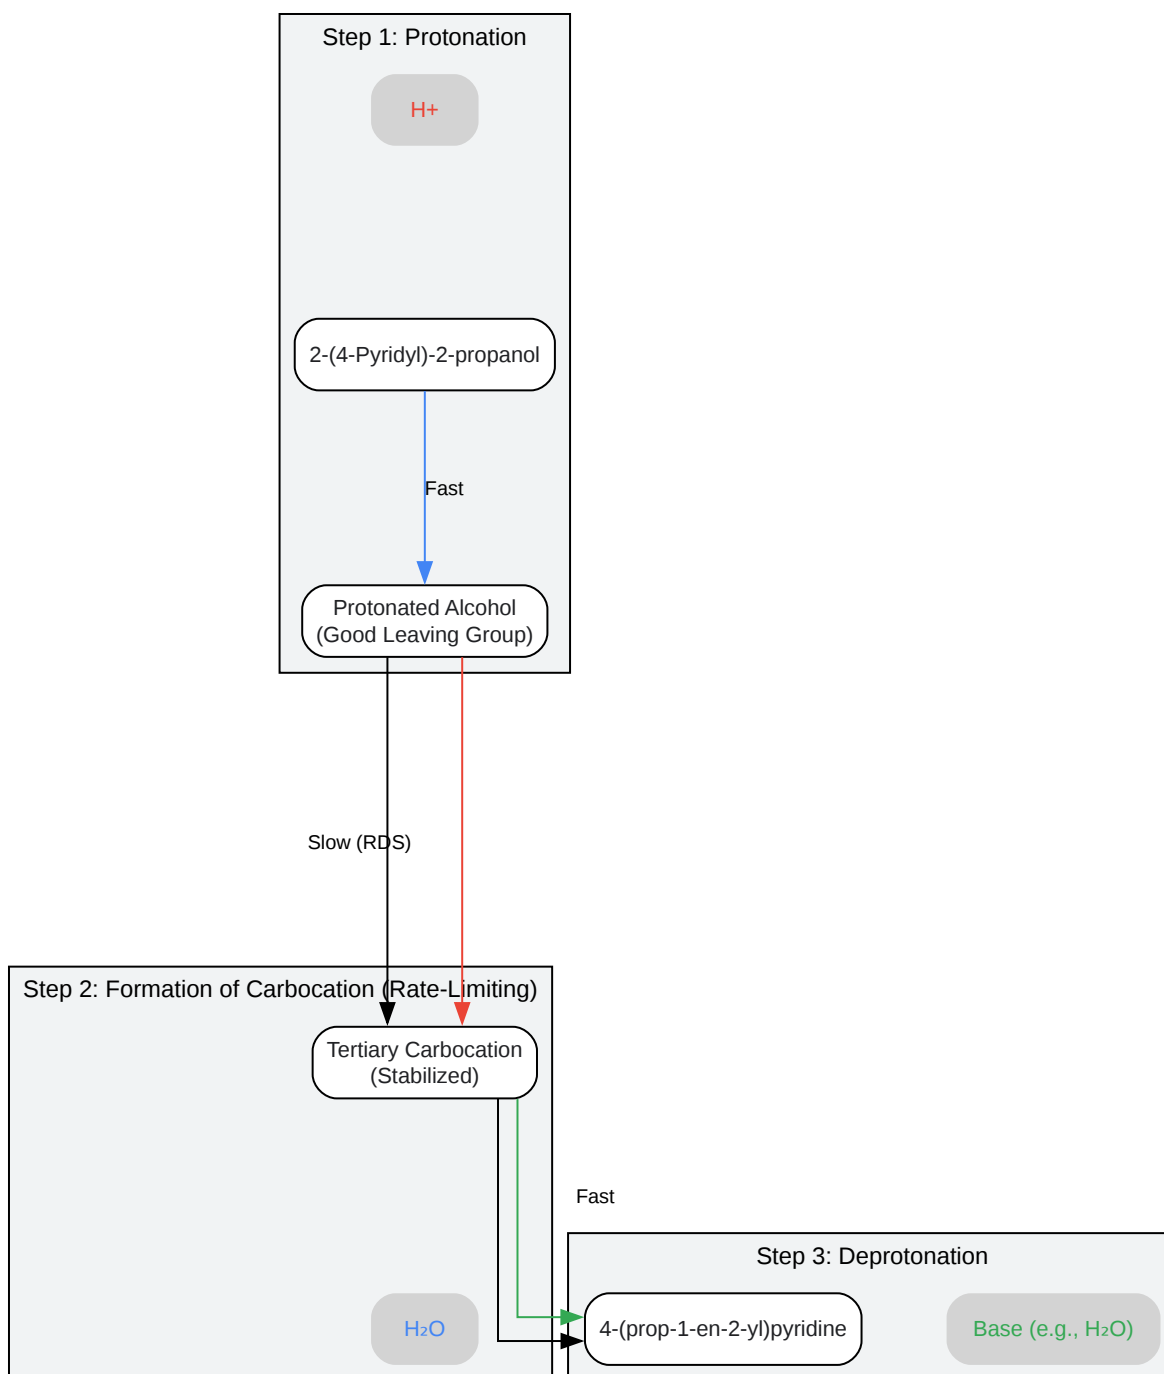 Step 1: Protonation
H+
2-(4-Pyridyl)-2-propanol
Fast
Protonated Alcohol
(Good Leaving Group)
Slow (RDS)
Step 2: Formation of Carbocation (Rate-Limiting)
Tertiary Carbocation
(Stabilized)
Fast
Step 3: Deprotonation
H₂O
4-(prop-1-en-2-yl)pyridine
Base (e.g., H₂O)